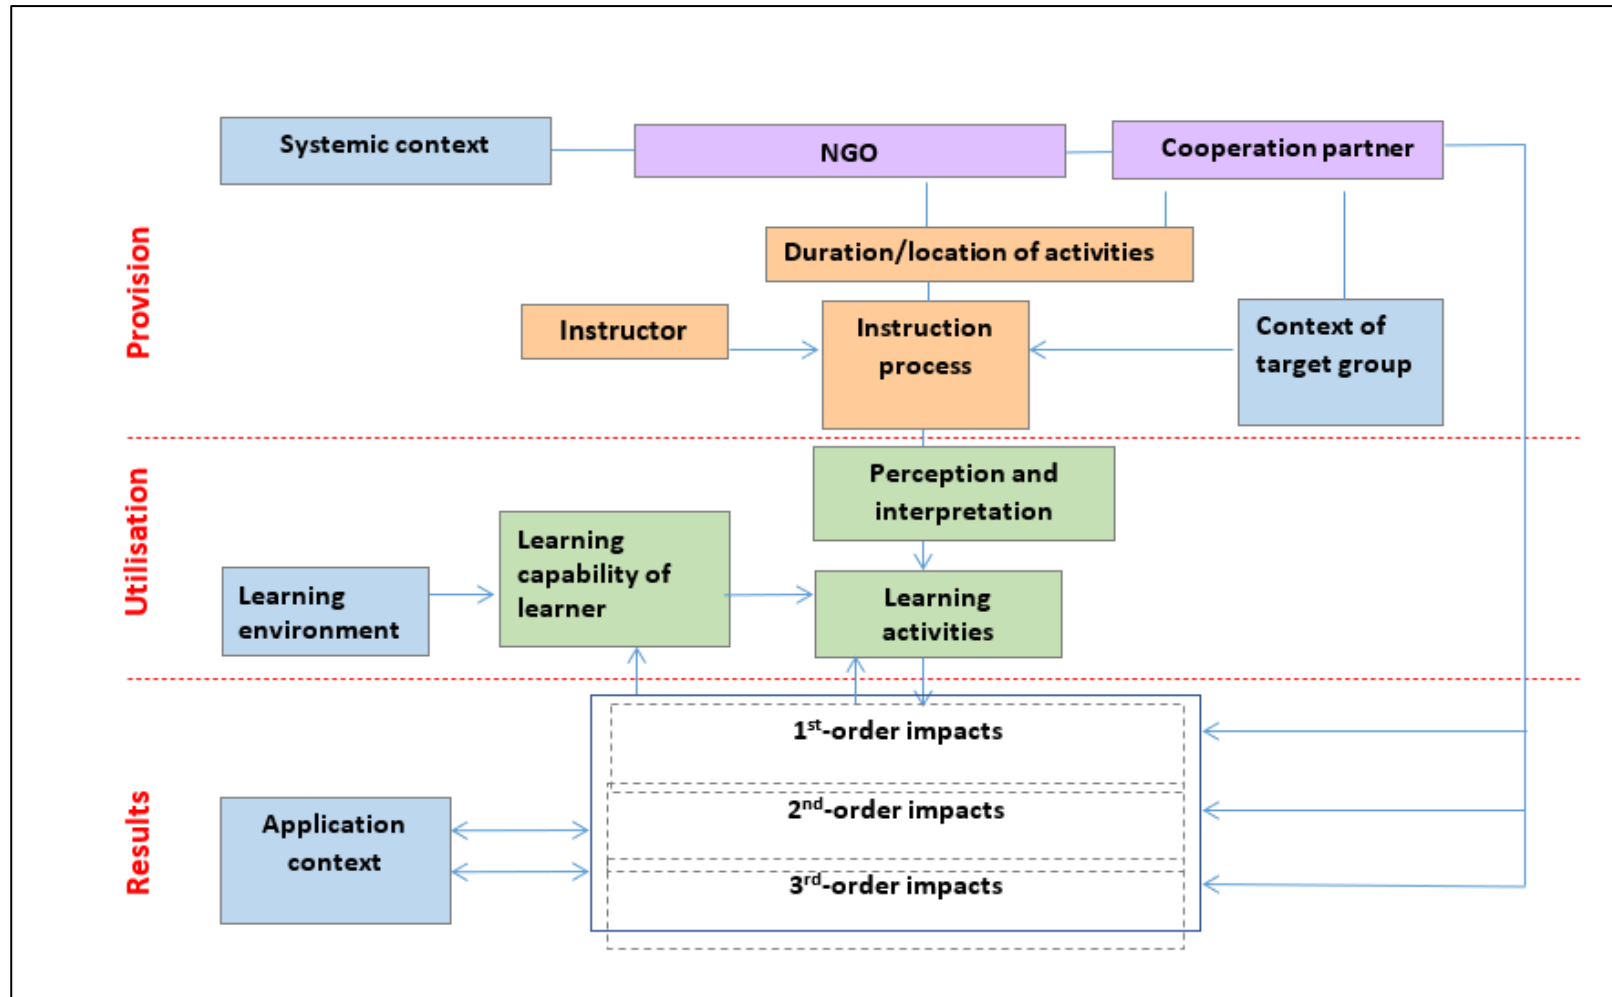 Systemic context
NGO
Cooperation partner
Provision
Duration/location of activities
Instructor
Instruction
process
Context of
target group
Utilisation
Perception and
interpretation
Learning
capability of
learner
Learning
environment
Learning
activities
Results
1st-order impacts
2nd-order impacts
3rd-order impacts
Application
context